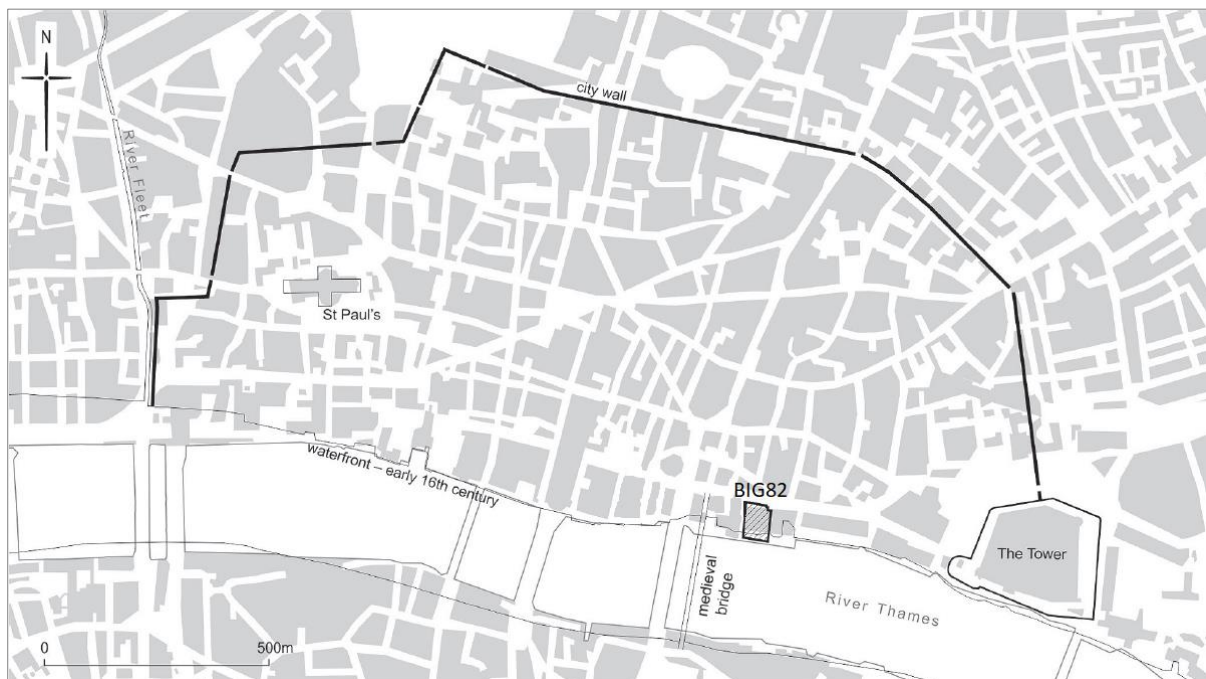 N
city wall
River Fleet
St Paul's
waterfront – early 16th century
BIG82
medieval
bridge
The Tower
River Thames
0
500m